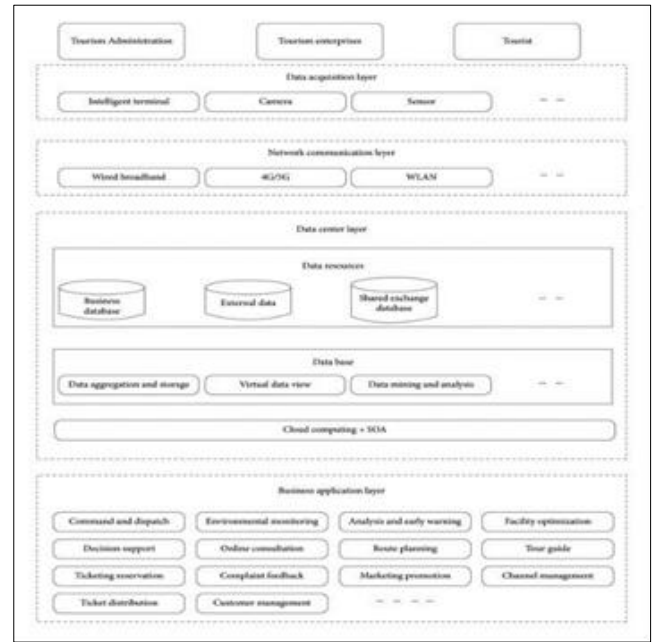 Tourism Administration
Tourism enterprises
Tourist
Data acquisition layer
Intelligent terminal
Camera
Sensor
Network communication layer
Wired broadband
4G/5G
WLAN
Data center layer
Data resources
Business
database
External data
Shared exchange
database
Data base
Data aggregation and storage
Virtual data view
Data mining and analysis
Cloud computing + SOA
Business application layer
Command and dispatch
Environmental monitoring
Analysis and early warning
Facility optimization
Decision support
Online consultation
Route planning
Tour guide
Ticketing reservation
Complaint feedback
Marketing promotion
Channel management
Ticket distribution
Customer management